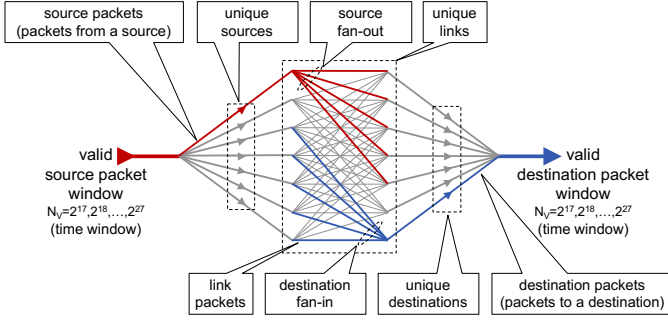 source packets
(packets from a source)
unique
sources
source
fan-out
unique
links
valid
source packet
window
N_V=2^17,2^18,…,2^27
(time window)
valid
destination packet
window
N_V=2^17,2^18,…,2^27
(time window)
link
packets
destination
fan-in
unique
destinations
destination packets
(packets to a destination)